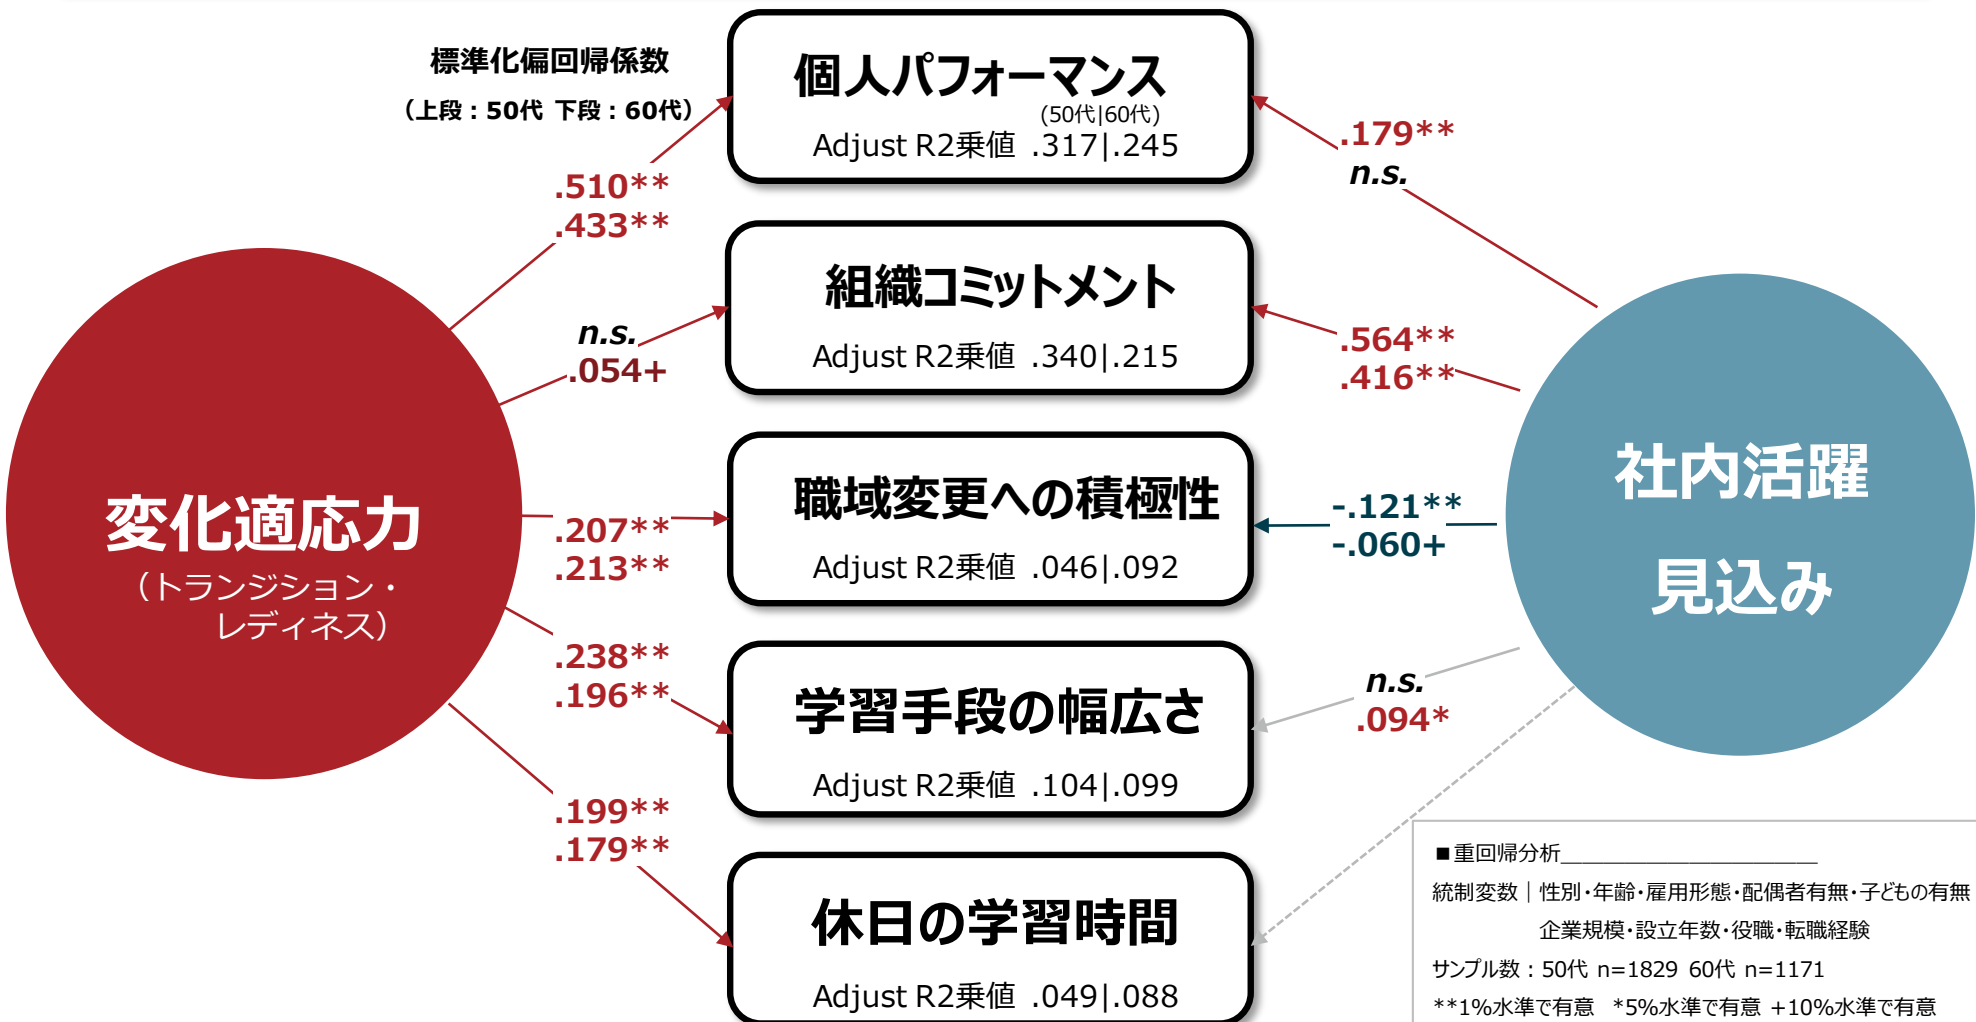 標準化偏回帰係数
(上段:50代 下段:60代)
個人パフォーマンス
(50代|60代)
Adjust R2乗値 .317|.245
.510**
.433**
.179**
n.s.
組織コミットメント
Adjust R2乗値 .340|.215
n.s.
.054+
.564**
.416**
変化適応力
(トランジション・
レディネス)
職域変更への積極性
Adjust R2乗値 .046|.092
.207**
.213**
-.121**
-.060+
社内活躍
見込み
学習手段の幅広さ
Adjust R2乗値 .104|.099
.238**
.196**
n.s.
.094*
休日の学習時間
Adjust R2乗値 .049|.088
.199**
.179**
■重回帰分析
統制変数|性別・年齢・雇用形態・配偶者有無・子どもの有無
企業規模・設立年数・役職・転職経験
サンプル数:50代 n=1829 60代 n=1171
**1%水準で有意 *5%水準で有意 +10%水準で有意